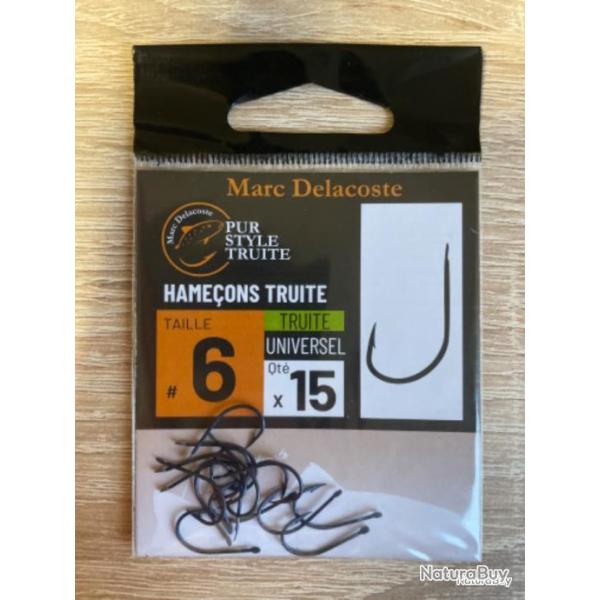 Marc Delacoste
Marc Delacoste
PUR
STYLE
TRUITE
HAMEÇONS TRUITE
TAILLE
# 6
TRUITE
UNIVERSEL
Qté
x 15
NaturaBuy